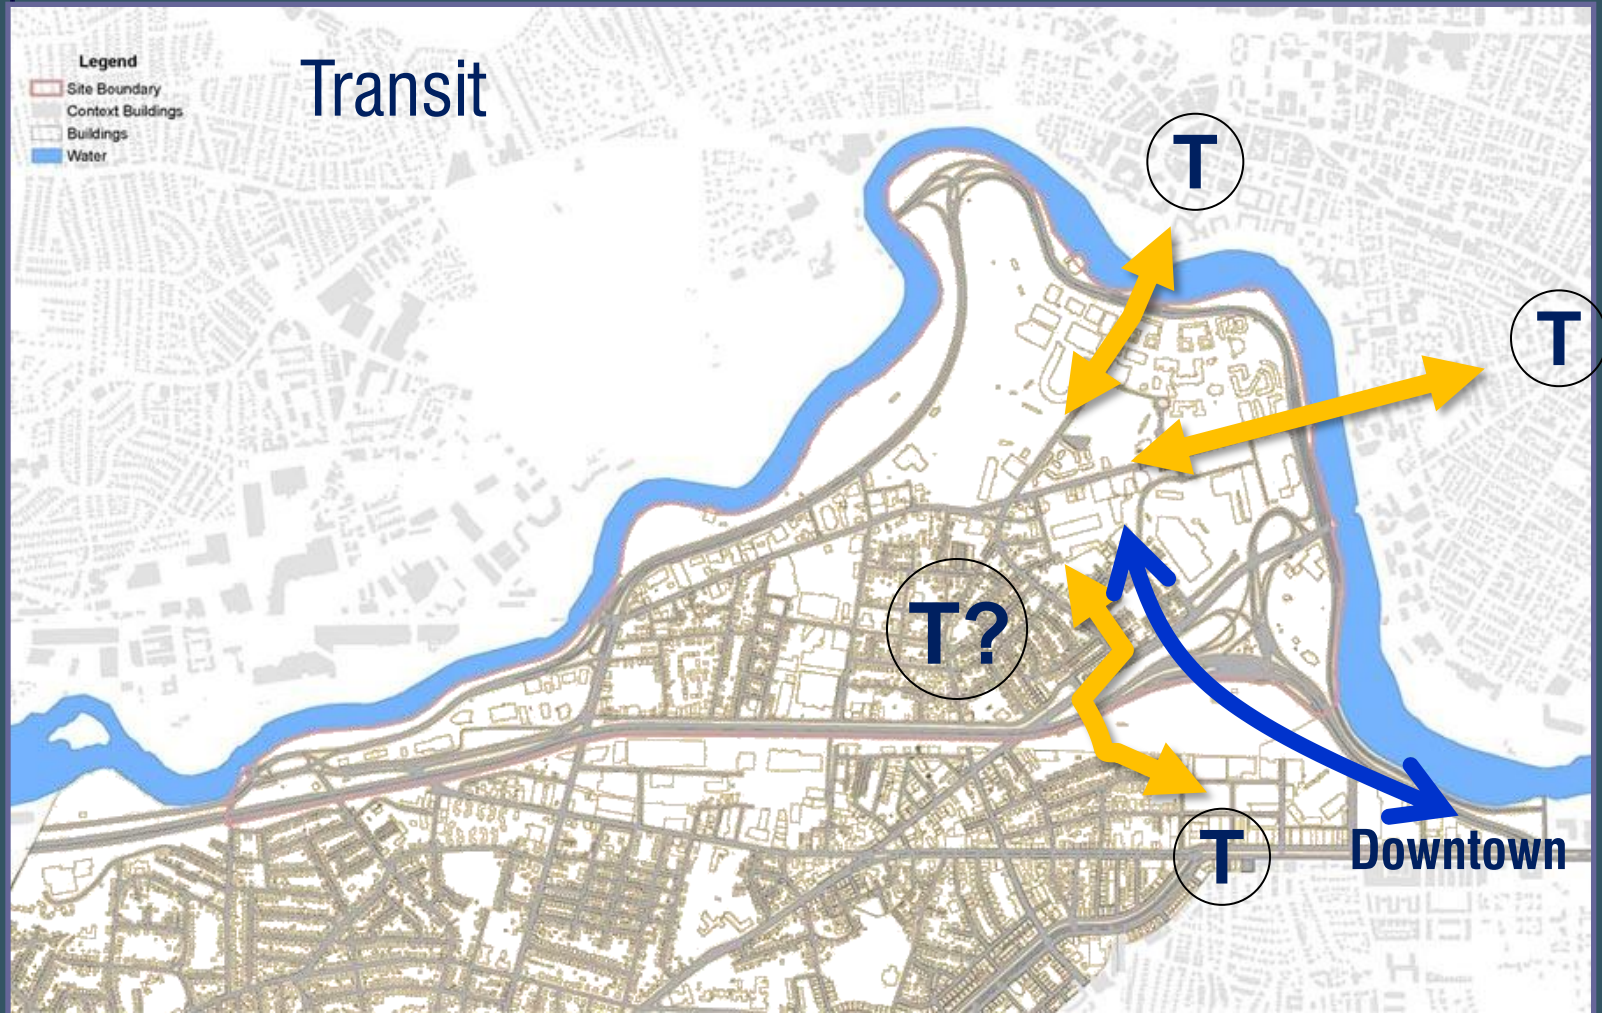 Legend
Site Boundary
Context Buildings
Buildings
Water
Transit
T
T
T?
T
Downtown